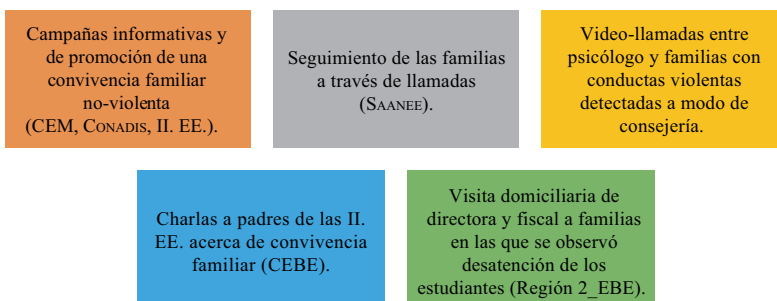 Campañas informativas y
de promoción de una
convivencia familiar
no-violenta
(CEM, CONADIS, II. EE.).
Seguimiento de las familias
a través de llamadas
(SAANEE).
Video-llamadas entre
psicólogo y familias con
conductas violentas
detectadas a modo de
consejería.
Charlas a padres de las II.
EE. acerca de convivencia
familiar (CEBE).
Visita domiciliaria de
directora y fiscal a familias
en las que se observó
desatención de los
estudiantes (Región 2_EBE).